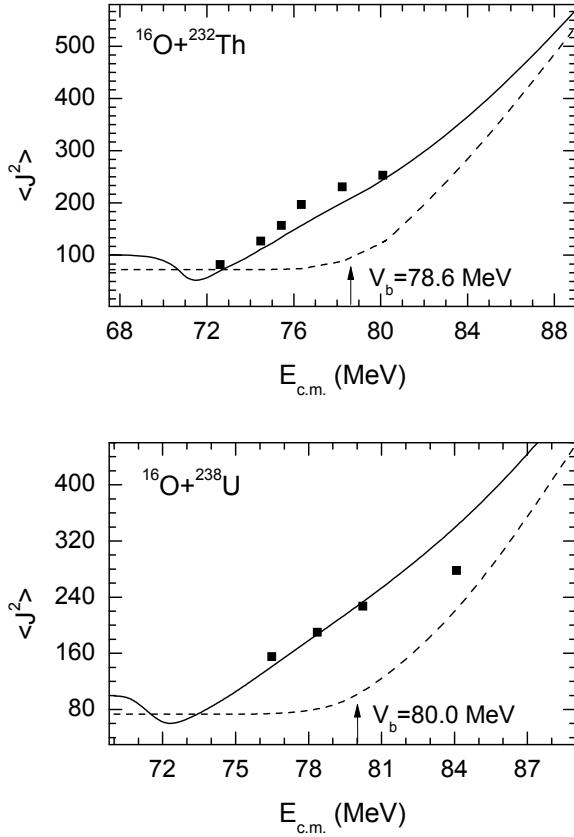 500
400
300
200
100
<J²>
¹⁶O+²³²Th
V_b=78.6 MeV
68 72 76 80 84 88
E_c.m. (MeV)
400
320
240
160
80
<J²>
¹⁶O+²³⁸U
V_b=80.0 MeV
72 75 78 81 84 87
E_c.m. (MeV)